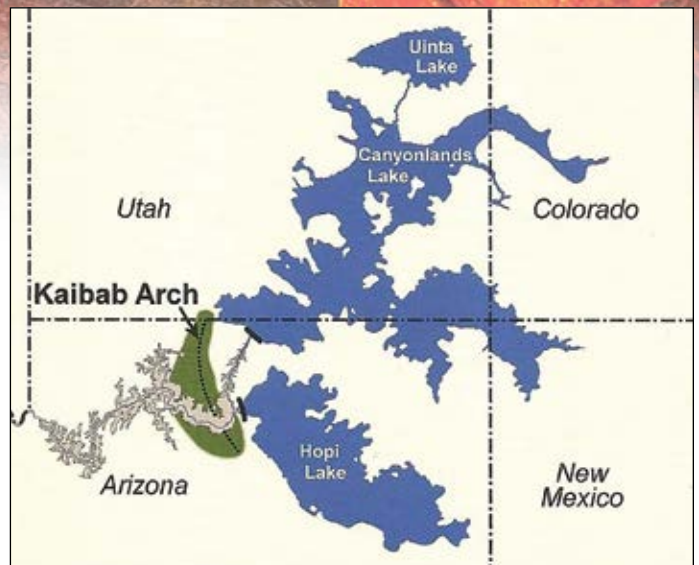 Uinta
Lake
Canyonlands
Lake
Utah
Colorado
Kaibab Arch
Hopi
Lake
Arizona
New
Mexico